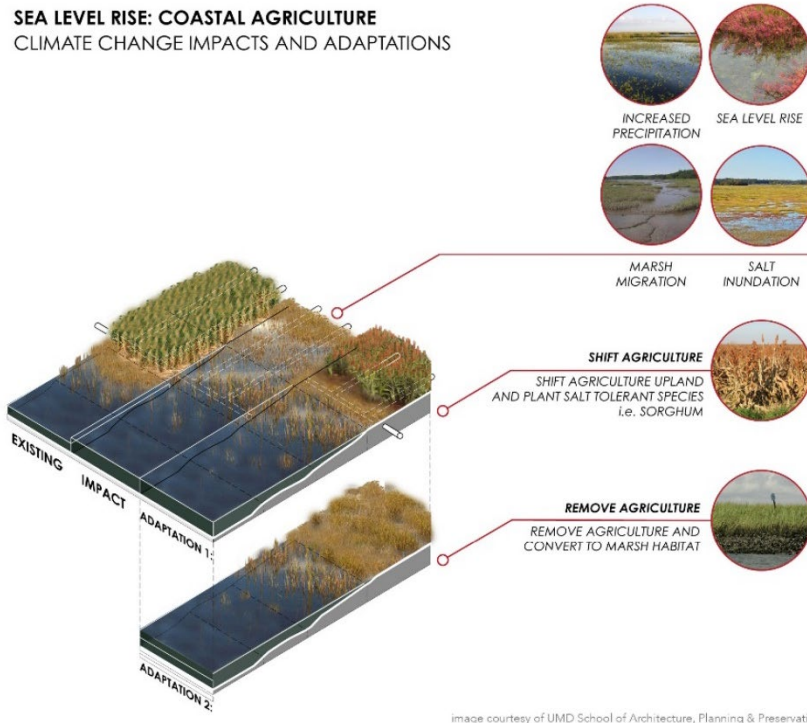 SEA LEVEL RISE: COASTAL AGRICULTURE
CLIMATE CHANGE IMPACTS AND ADAPTATIONS
INCREASED
PRECIPITATION
SEA LEVEL RISE
MARSH
MIGRATION
SALT
INUNDATION
SHIFT AGRICULTURE
SHIFT AGRICULTURE UPLAND
AND PLANT SALT TOLERANT SPECIES
i.e. SORGHUM
EXISTING
IMPACT
ADAPTATION 1:
REMOVE AGRICULTURE
REMOVE AGRICULTURE AND
CONVERT TO MARSH HABITAT
ADAPTATION 2:
image courtesy of UMD School of Architecture, Planning & Preservati